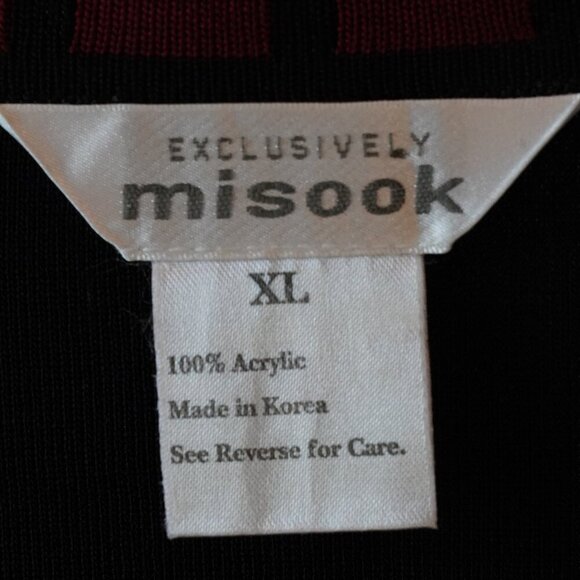 EXCLUSIVELY
misook
XL
100% Acrylic
Made in Korea
See Reverse for Care.